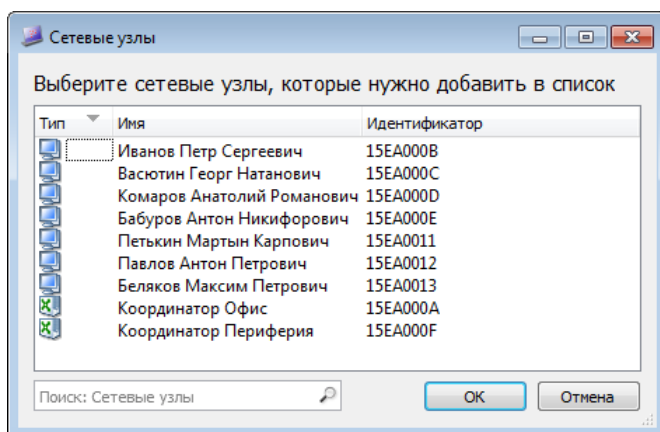 Сетевые узлы
Выберите сетевые узлы, которые нужно добавить в список
Тип Имя Идентификатор
Иванов Петр Сергеевич 15EA000B
Васютин Георг Натанович 15EA000C
Комаров Анатолий Романович 15EA000D
Бабуров Антон Никифорович 15EA000E
Петькин Мартын Карпович 15EA0011
Павлов Антон Петрович 15EA0012
Беляков Максим Петрович 15EA0013
Координатор Офис 15EA000A
Координатор Периферия 15EA000F
Поиск: Сетевые узлы OK Отмена